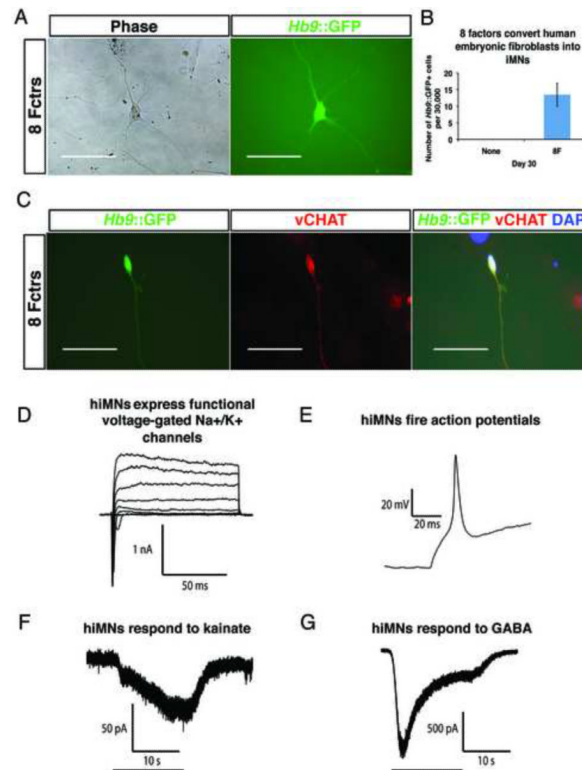 A
Phase
Hb9::GFP
8 Fctrs
B
8 factors convert human
embryonic fibroblasts into
iMNs
Number of Hb9::GFP+ cells
per 30,000
20
15
10
5
0
None
8F
Day 30
C
Hb9::GFP
vCHAT
Hb9::GFP vCHAT DAP
8 Fctrs
D
hiMNs express functional
voltage-gated Na+/K+
channels
1 nA
50 ms
E
hiMNs fire action potentials
20 mV
20 ms
F
hiMNs respond to kainate
50 pA
10 s
G
hiMNs respond to GABA
500 pA
10 s